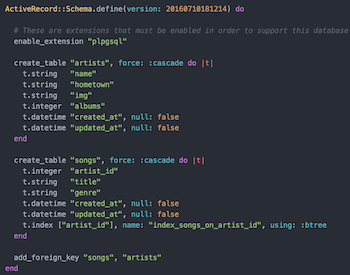 ActiveRecord::Schema.define(version: 20160710181214) do
# These are extensions that must be enabled in order to support this database
enable_extension "plpgsql"
create_table "artists", force: :cascade do |t|
t.string "name"
t.string "hometown"
t.string "img"
t.integer "albums"
t.datetime "created_at", null: false
t.datetime "updated_at", null: false
end
create_table "songs", force: :cascade do |t|
t.integer "artist_id"
t.string "title"
t.string "genre"
t.datetime "created_at", null: false
t.datetime "updated_at", null: false
t.index ["artist_id"], name: "index_songs_on_artist_id", using: :btree
end
add_foreign_key "songs", "artists"
end